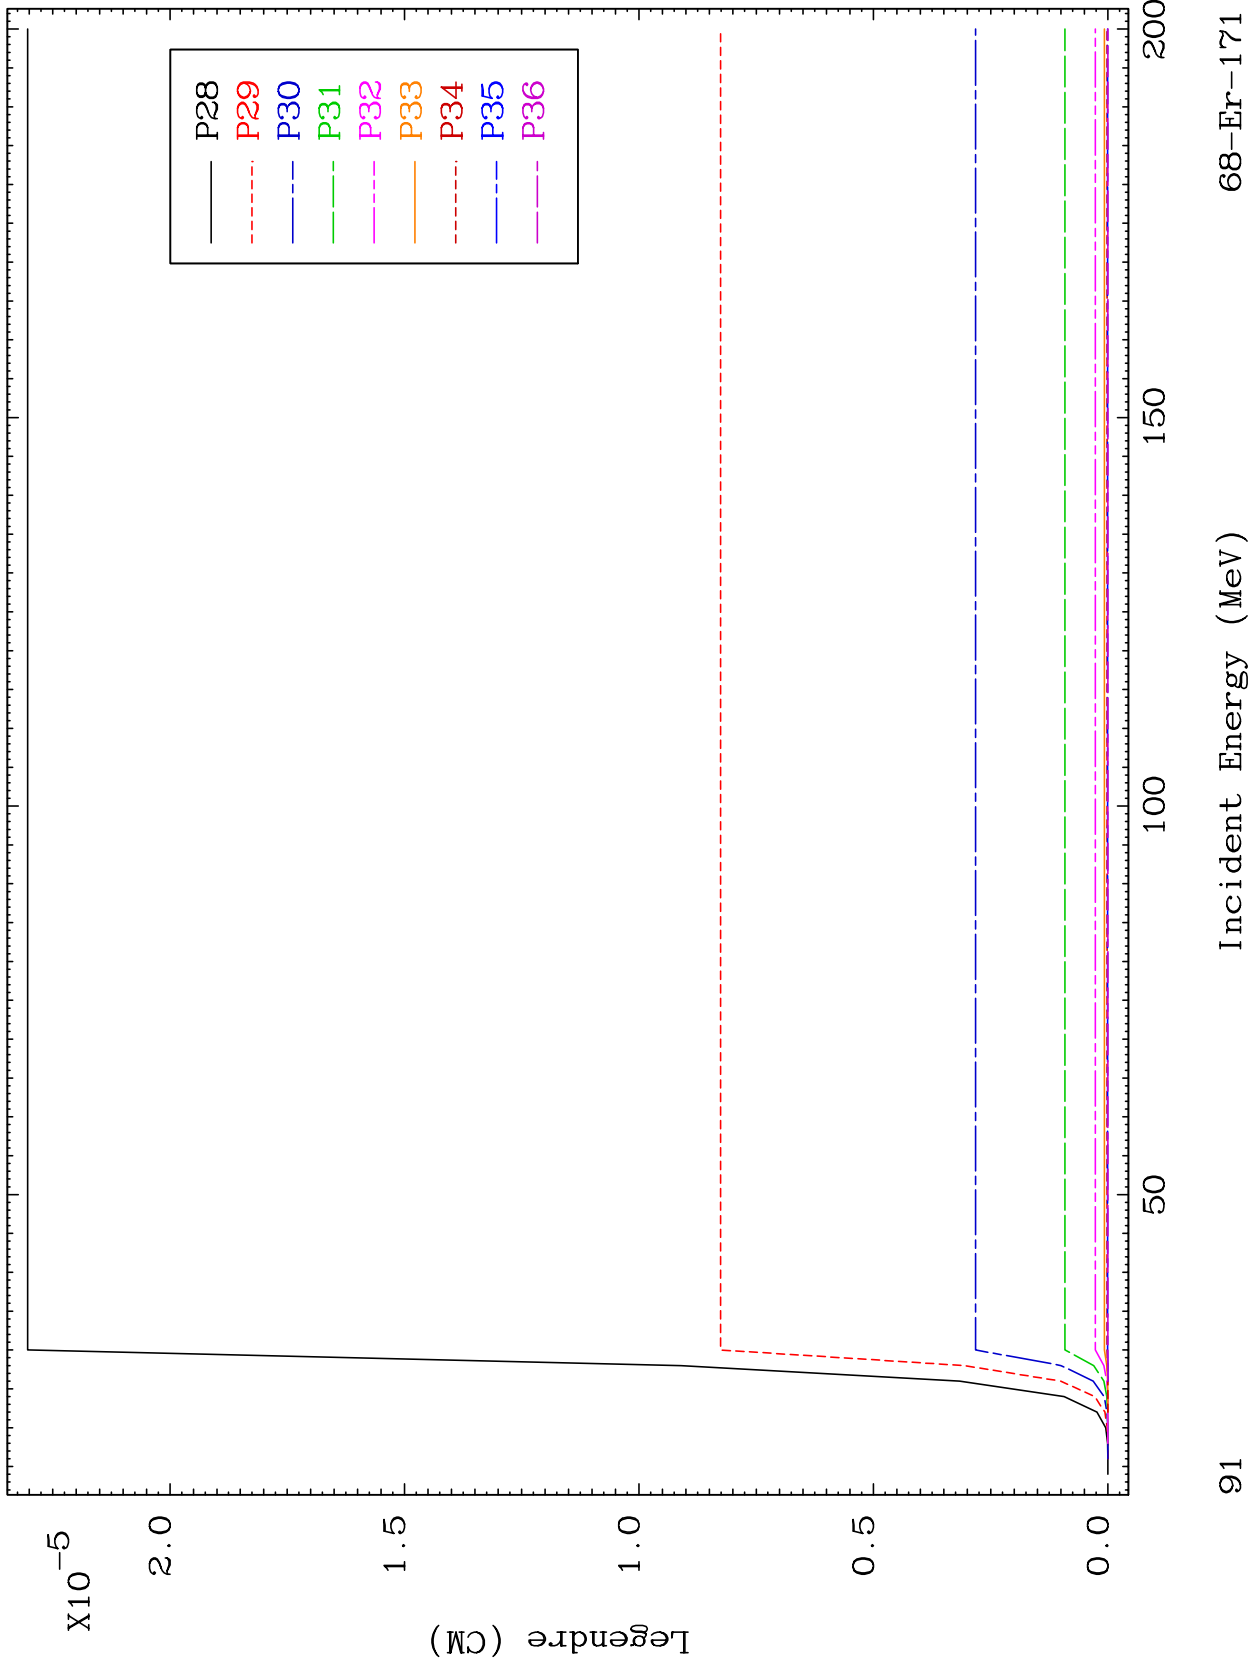 X10-5
2.0
1.5
1.0
0.5
0.0
Legendre (CM)
50
100
150
200
Incident Energy (MeV)
P28
P29
P30
P31
P32
P33
P34
P35
P36
91
68-Er-171